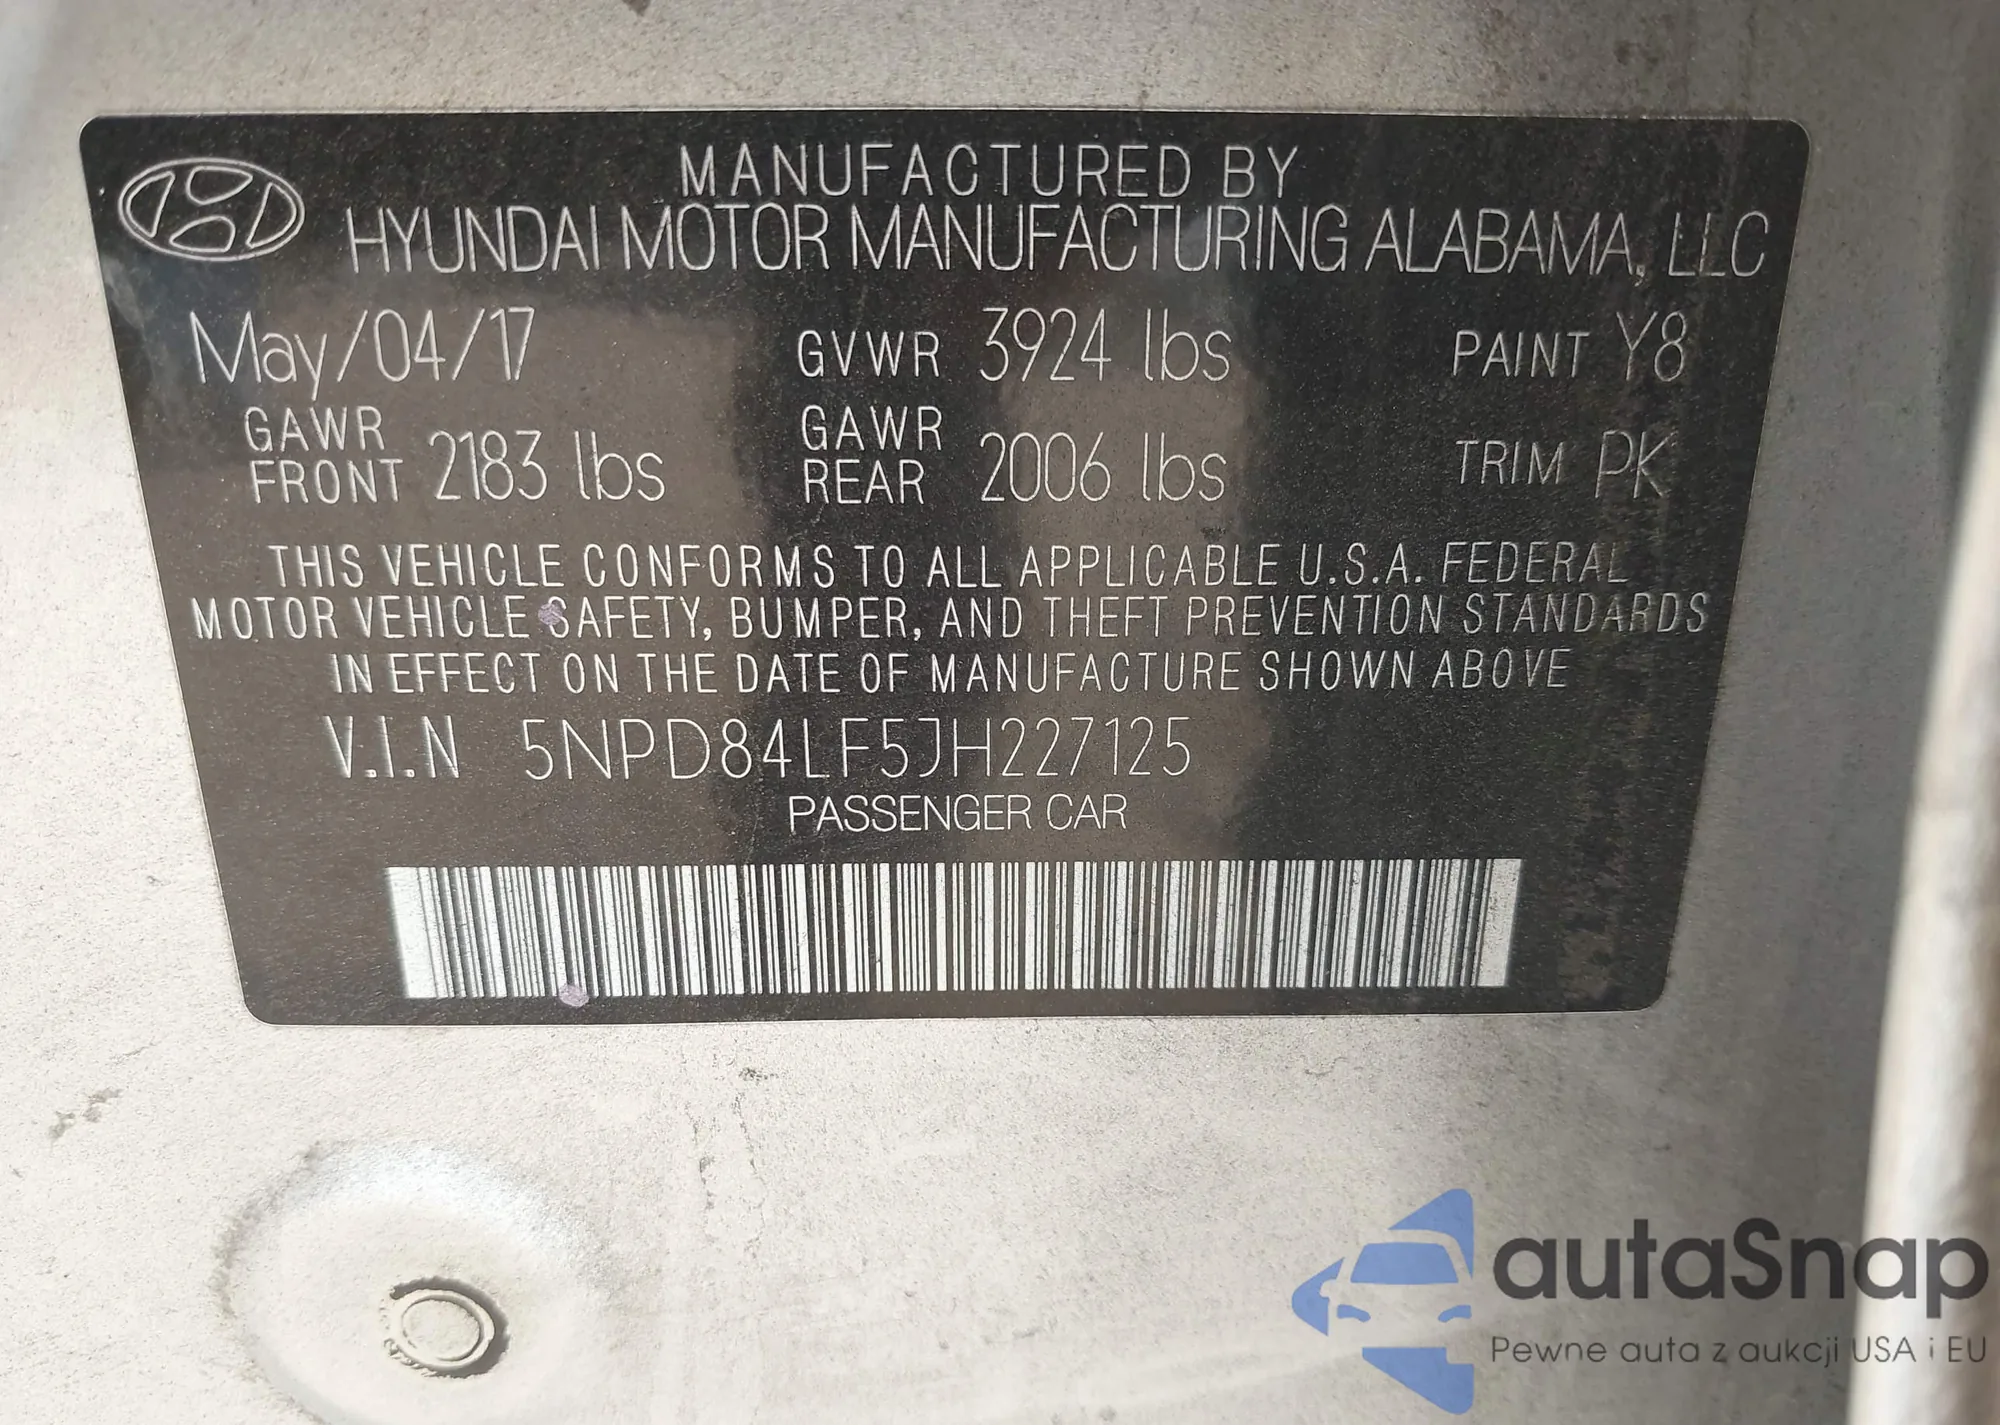 MANUFACTURED BY
HYUNDAI MOTOR MANUFACTURING ALABAMA, LLC
May/04/17 GVWR 3924 lbs PAINT Y8
GAWR FRONT 2183 lbs GAWR REAR 2006 lbs TRIM PK
THIS VEHICLE CONFORMS TO ALL APPLICABLE U.S.A. FEDERAL
MOTOR VEHICLE SAFETY, BUMPER, AND THEFT PREVENTION STANDARDS
IN EFFECT ON THE DATE OF MANUFACTURE SHOWN ABOVE
V.I.N 5NPD84LF5JH227125
PASSENGER CAR
autaSnap
Pewne auta z aukcji USA i EU